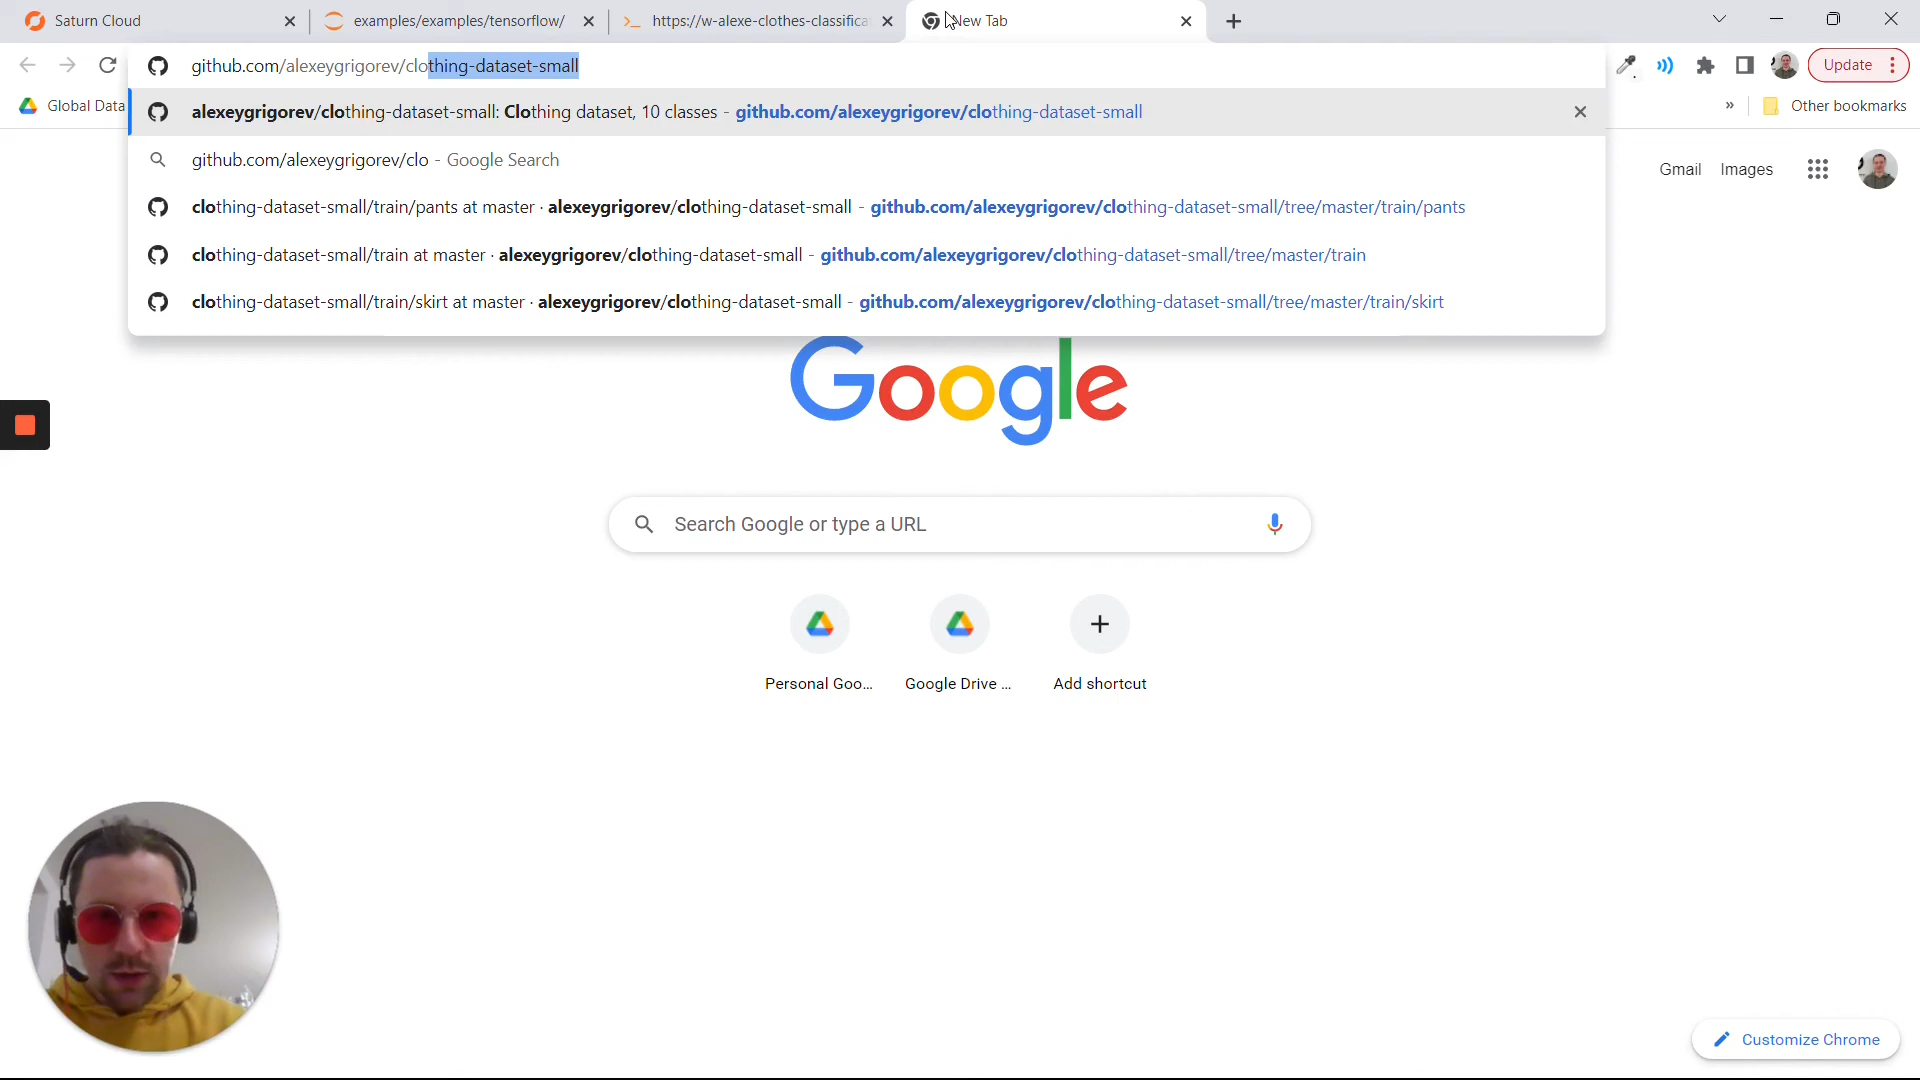 Saturn Cloud
examples/examples/tensorflow/
https://w-alexe-clothes-classifica
New Tab
github.com/alexeygrigorev/clothing-dataset-small
Update
Global Data
alexeygrigorev/clothing-dataset-small: Clothing dataset, 10 classes - github.com/alexeygrigorev/clothing-dataset-small
» Other bookmarks
github.com/alexeygrigorev/clo - Google Search
Gmail Images
clothing-dataset-small/train/pants at master · alexeygrigorev/clothing-dataset-small - github.com/alexeygrigorev/clothing-dataset-small/tree/master/train/pants
clothing-dataset-small/train at master · alexeygrigorev/clothing-dataset-small - github.com/alexeygrigorev/clothing-dataset-small/tree/master/train
clothing-dataset-small/train/skirt at master · alexeygrigorev/clothing-dataset-small - github.com/alexeygrigorev/clothing-dataset-small/tree/master/train/skirt
Google
Search Google or type a URL
Personal Goo...
Google Drive ...
Add shortcut
Customize Chrome